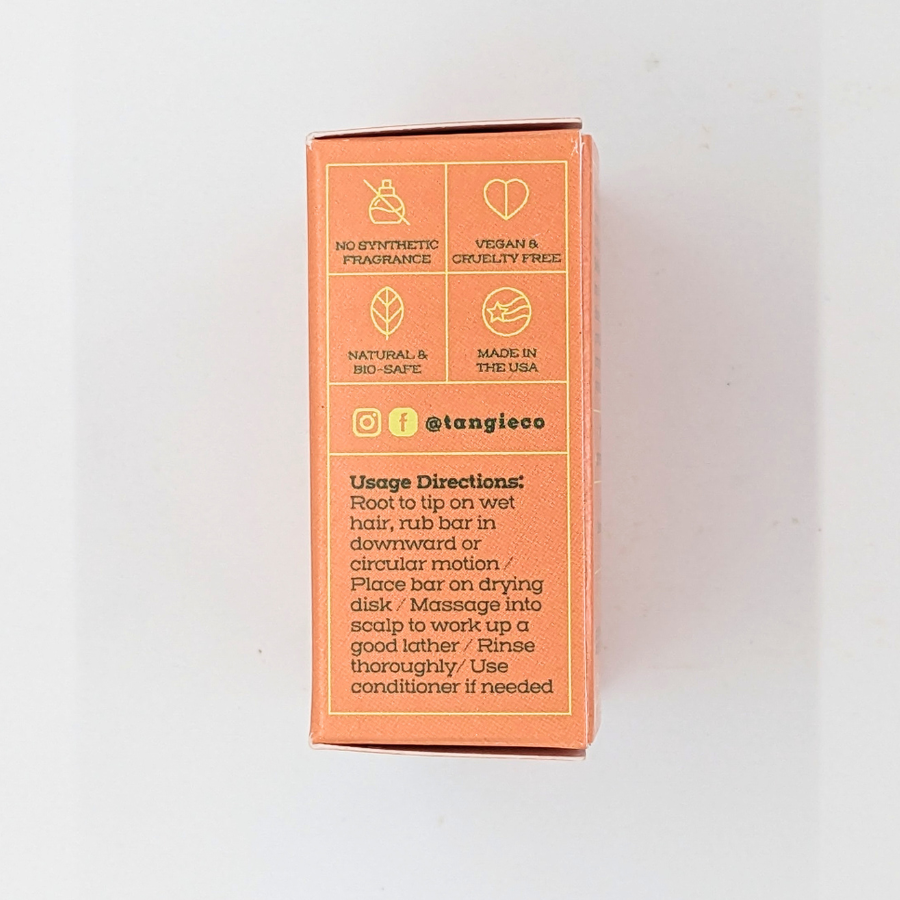 NO SYNTHETIC
FRAGRANCE
VEGAN &
CRUELTY FREE
NATURAL &
BIO-SAFE
MADE IN
THE USA
@tangieco
Usage Directions:
Root to tip on wet
hair, rub bar in
downward or
circular motion /
Place bar on drying
disk / Massage into
scalp to work up a
good lather / Rinse
thoroughly/ Use
conditioner if needed